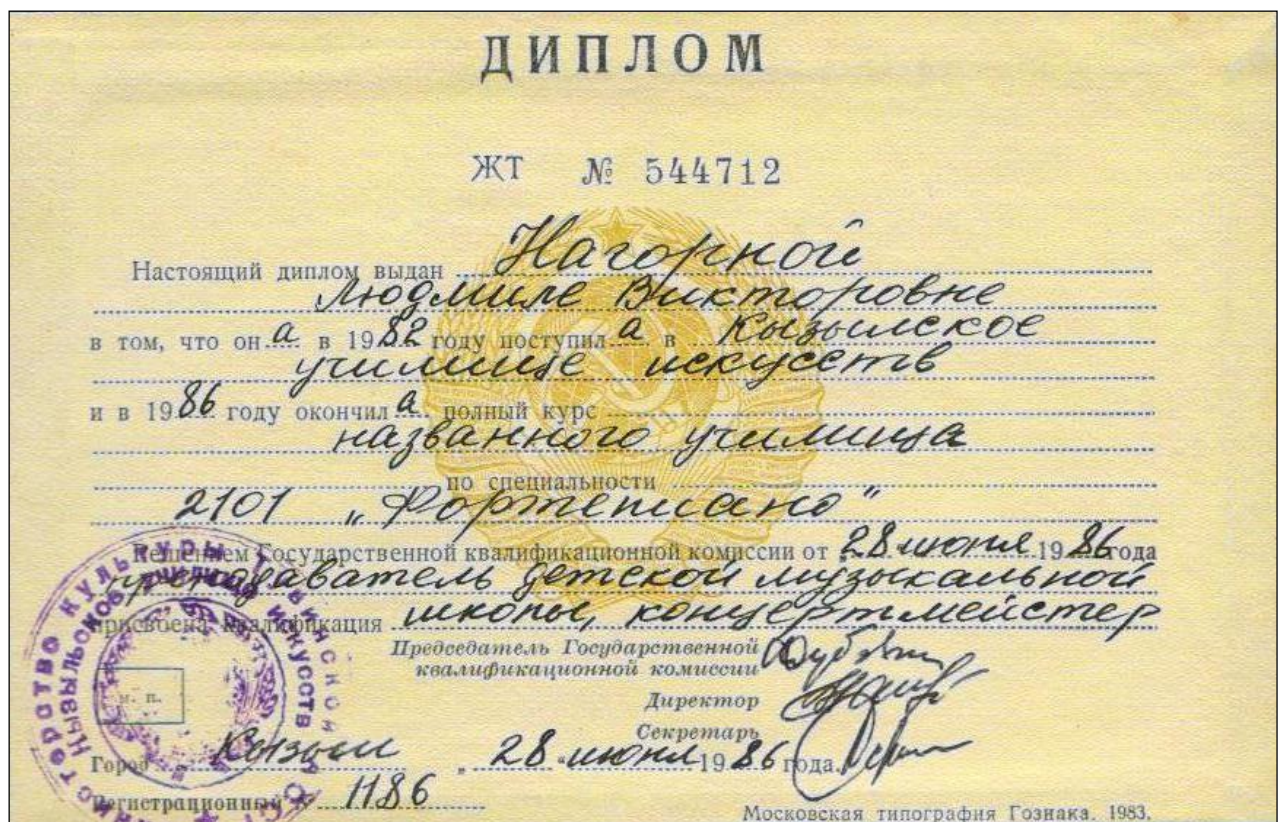 ДИПЛОМ
ЖТ № 544712
Настоящий диплом выдан Нагорной
Людмиле Викторовне
в том, что он а в 1982 году поступил а в Кызылское
училище искусств
и в 1986 году окончил а полный курс
названного училища
по специальности
2101 „Фортепиано"
Решением Государственной квалификационной комиссии от 28 июня 1986 года
преподаватель детской музыкальной
присвоена квалификация школы, концертмейстер
Председатель Государственной
квалификационной комиссии
Директор
Секретарь
м. п.
Город Кызыл „28" июня 1986 года.
Регистрационный № 1186
Московская типография Гознака. 1983.